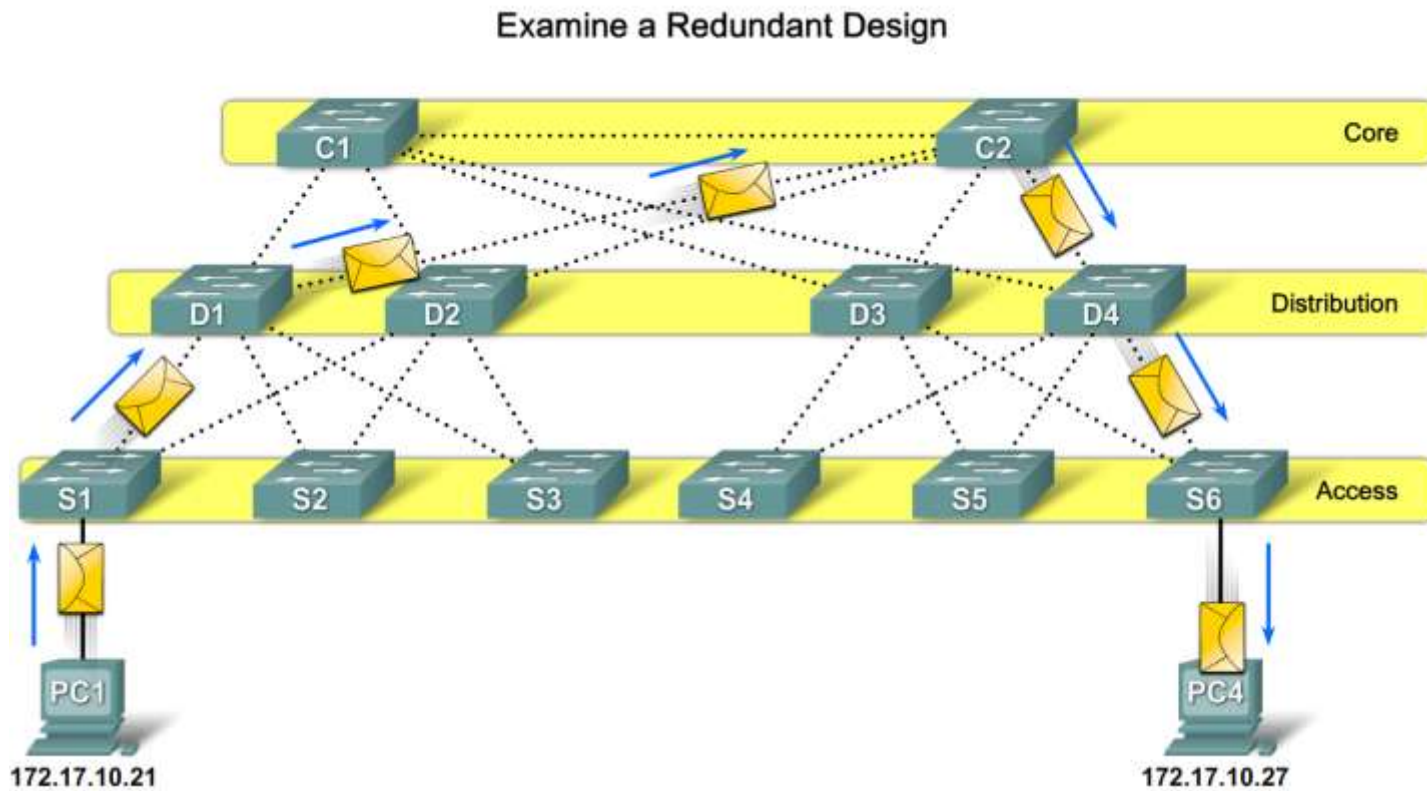 Examine a Redundant Design
C1
C2
Core
D1
D2
D3
D4
Distribution
S1
S2
S3
S4
S5
S6
Access
PC1
PC4
172.17.10.21
172.17.10.27